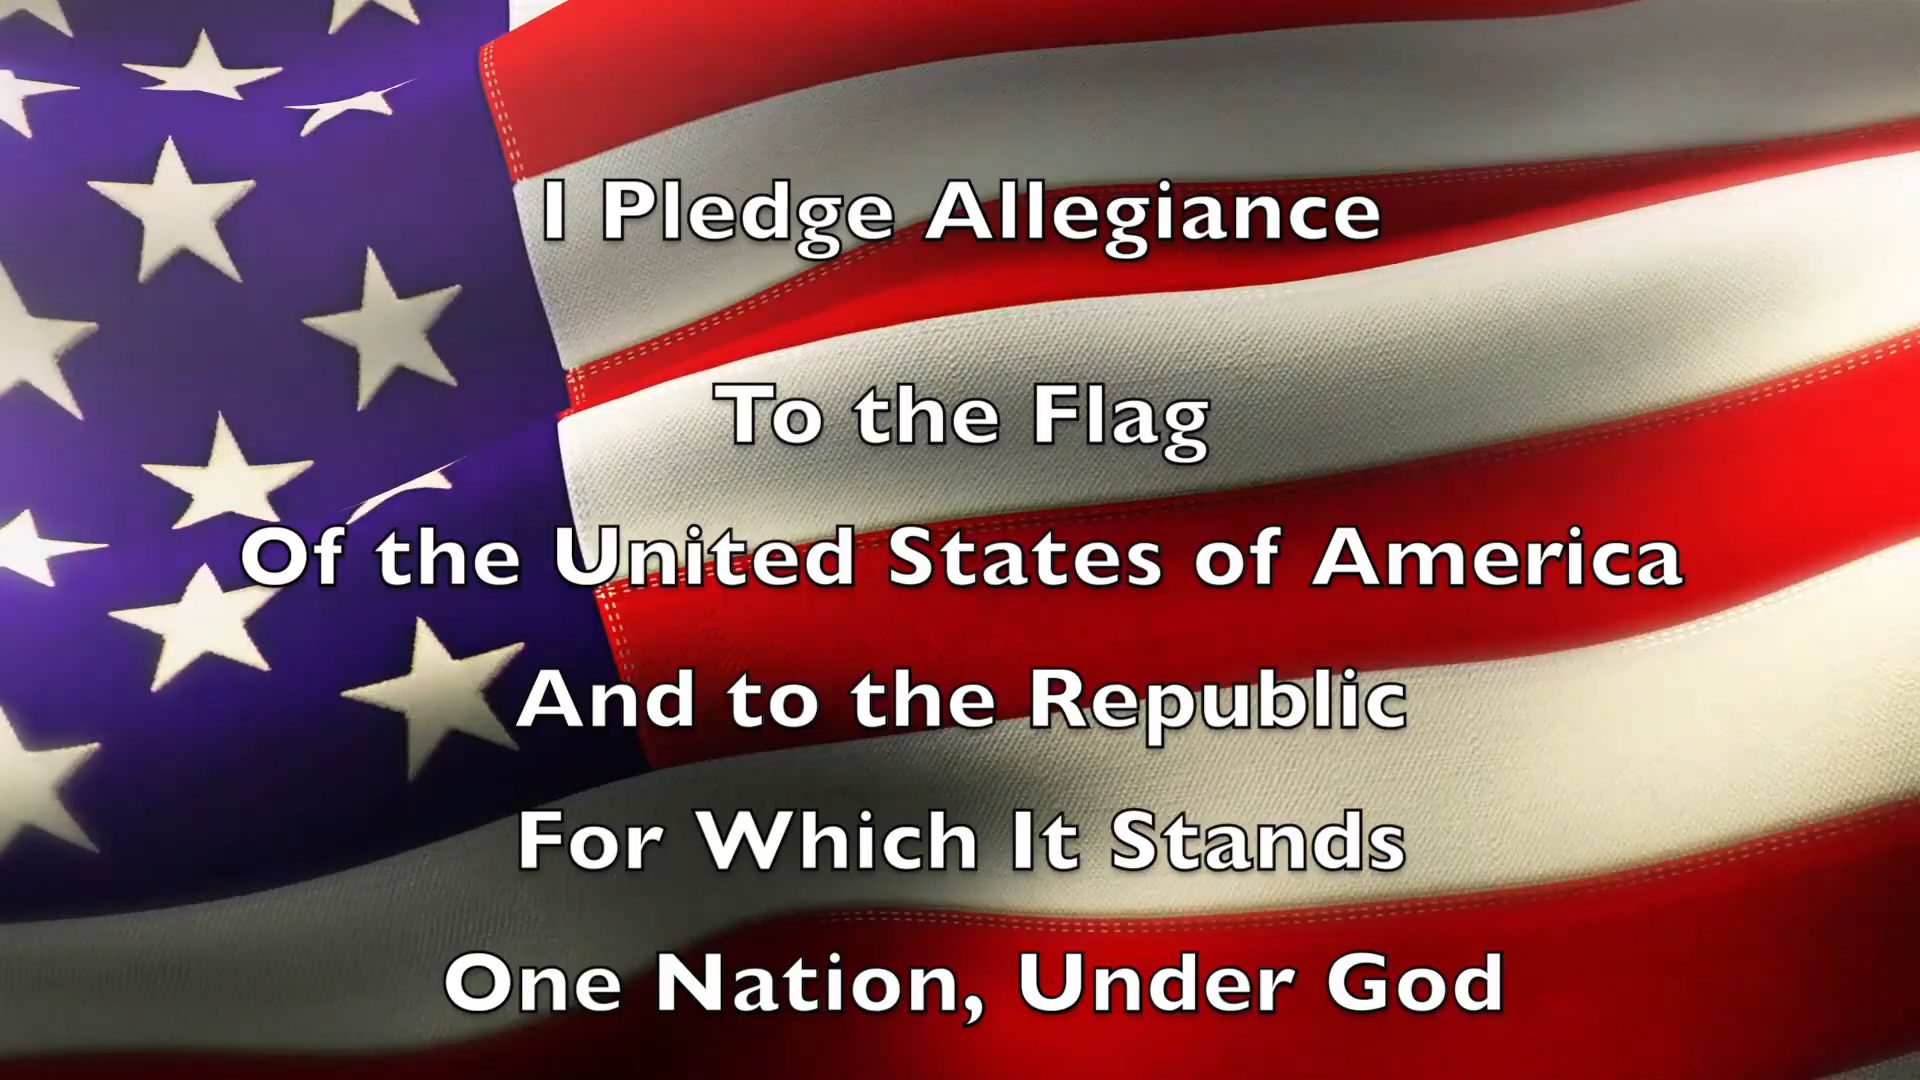 I Pledge Allegiance
To the Flag
Of the United States of America
And to the Republic
For Which It Stands
One Nation, Under God